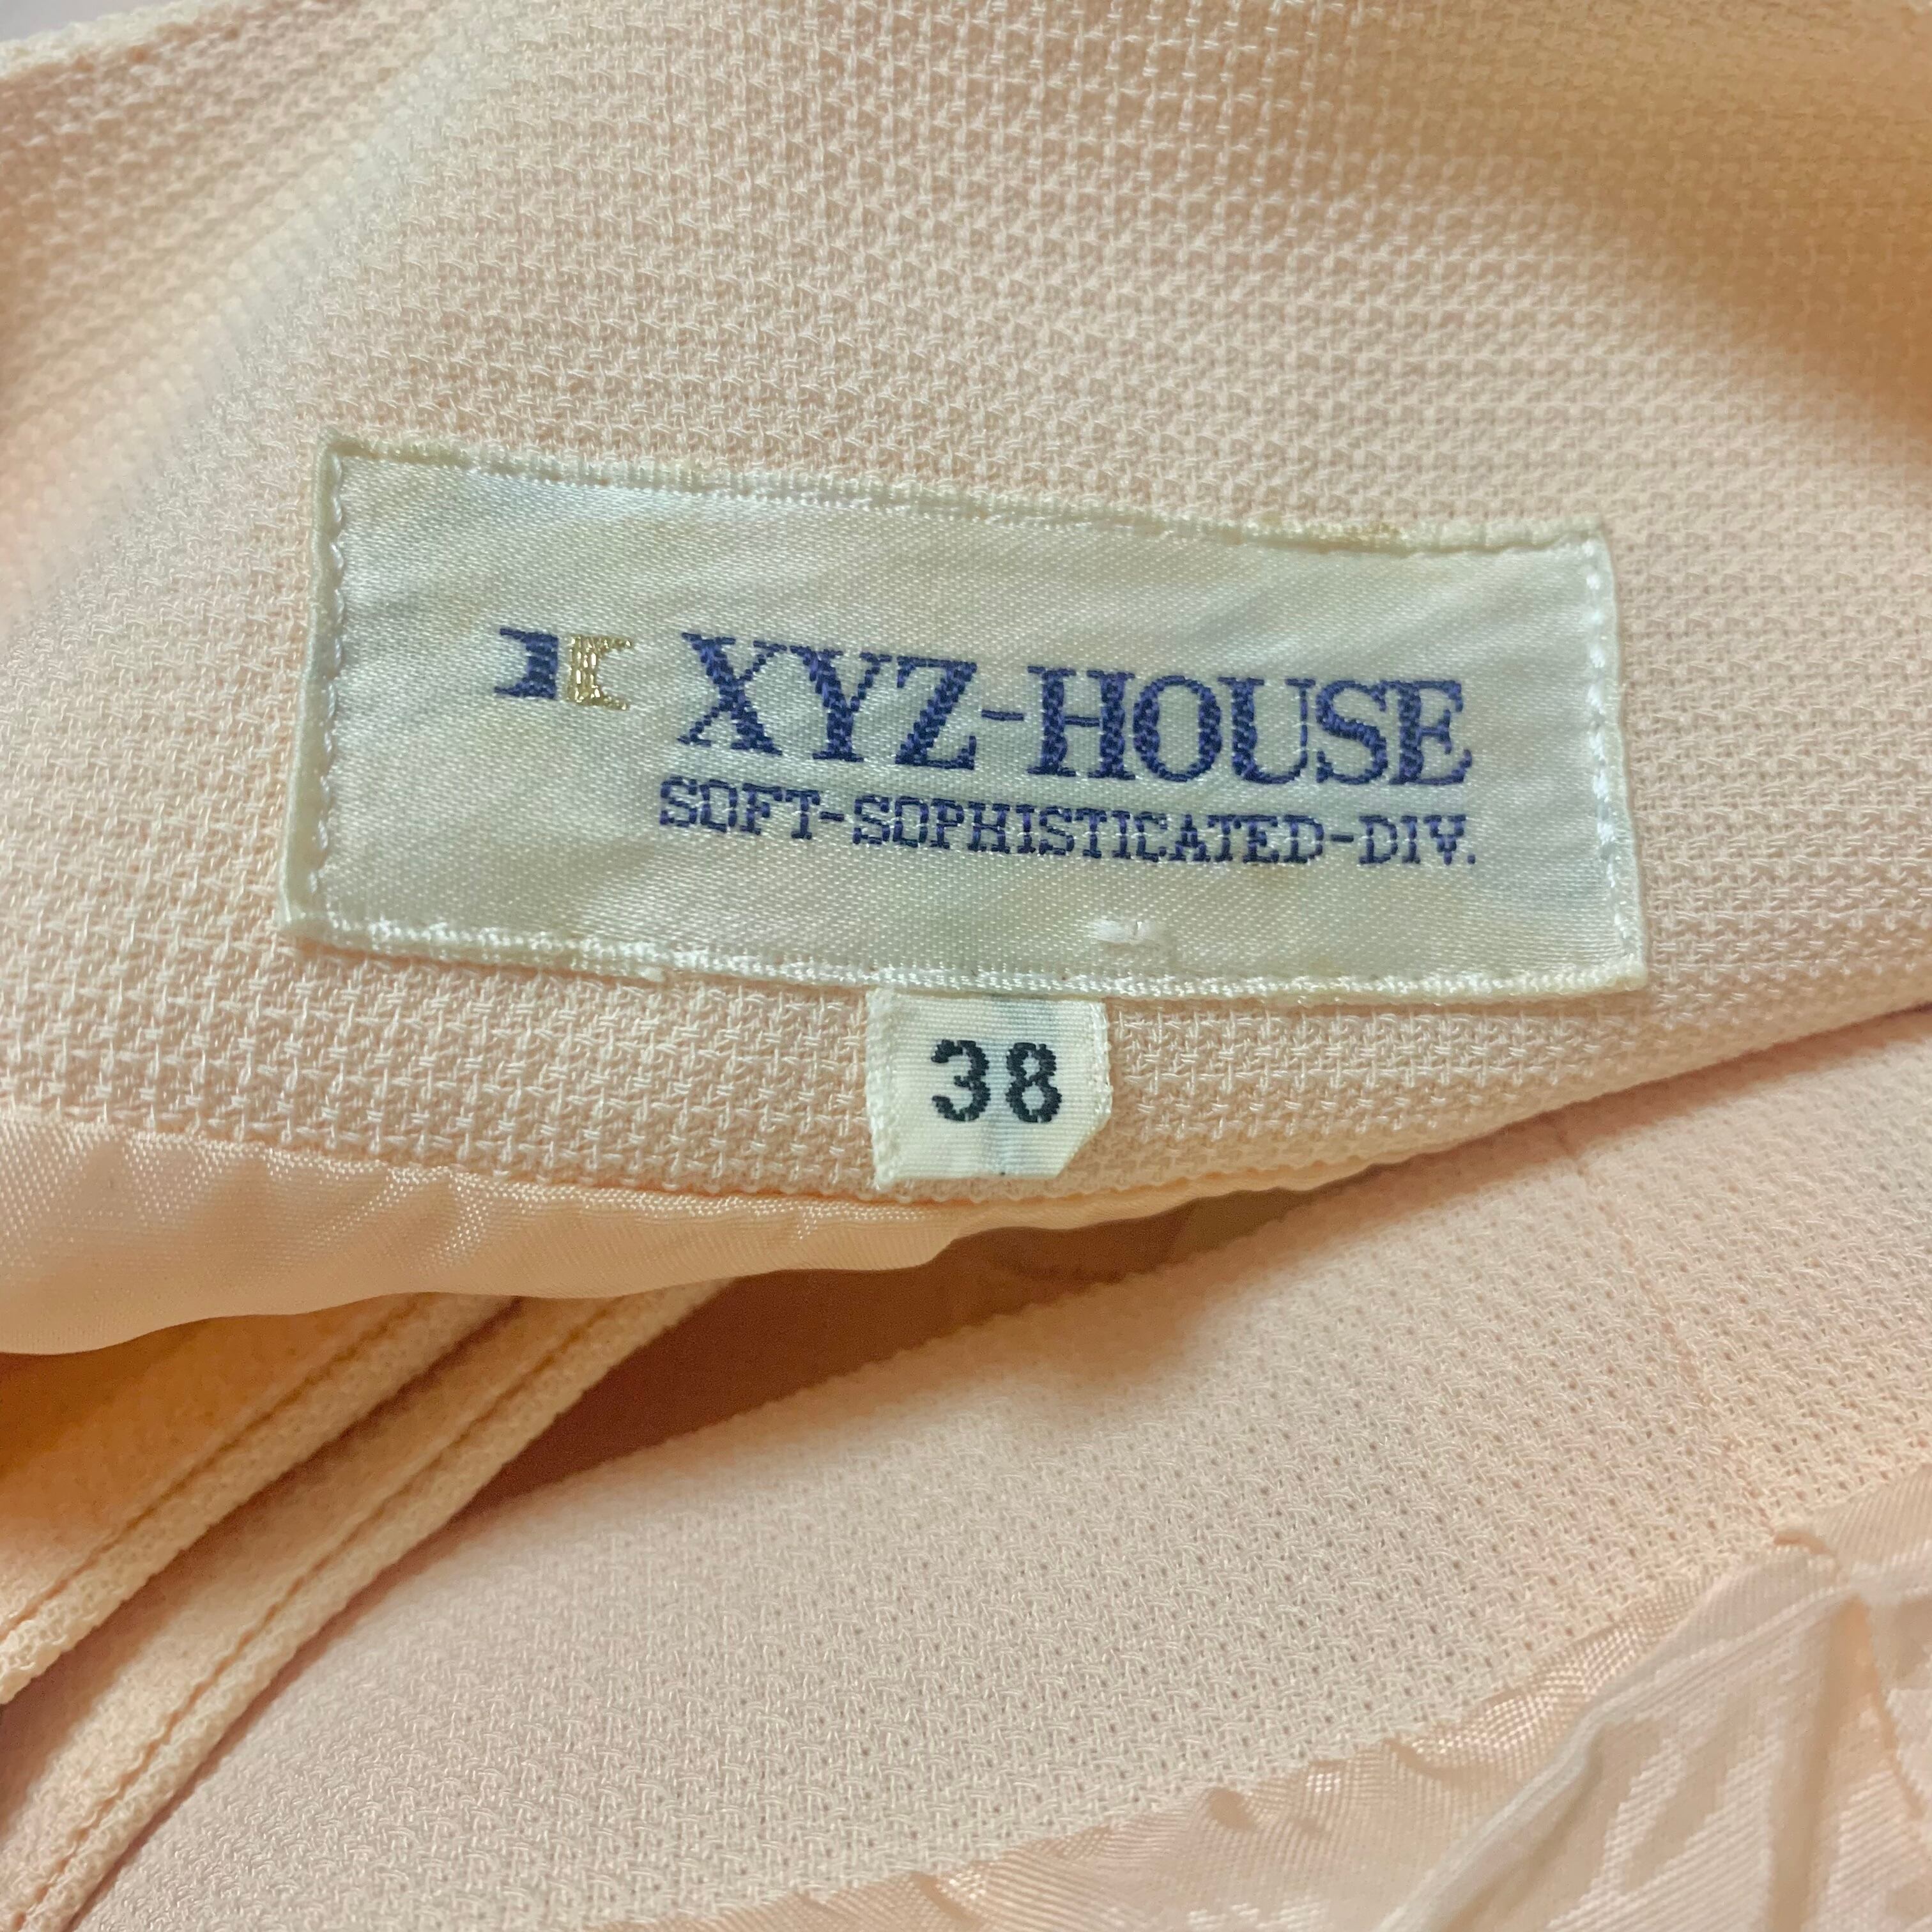 XYZ-HOUSE
SOFT-SOPHISTICATED-DIV.
38